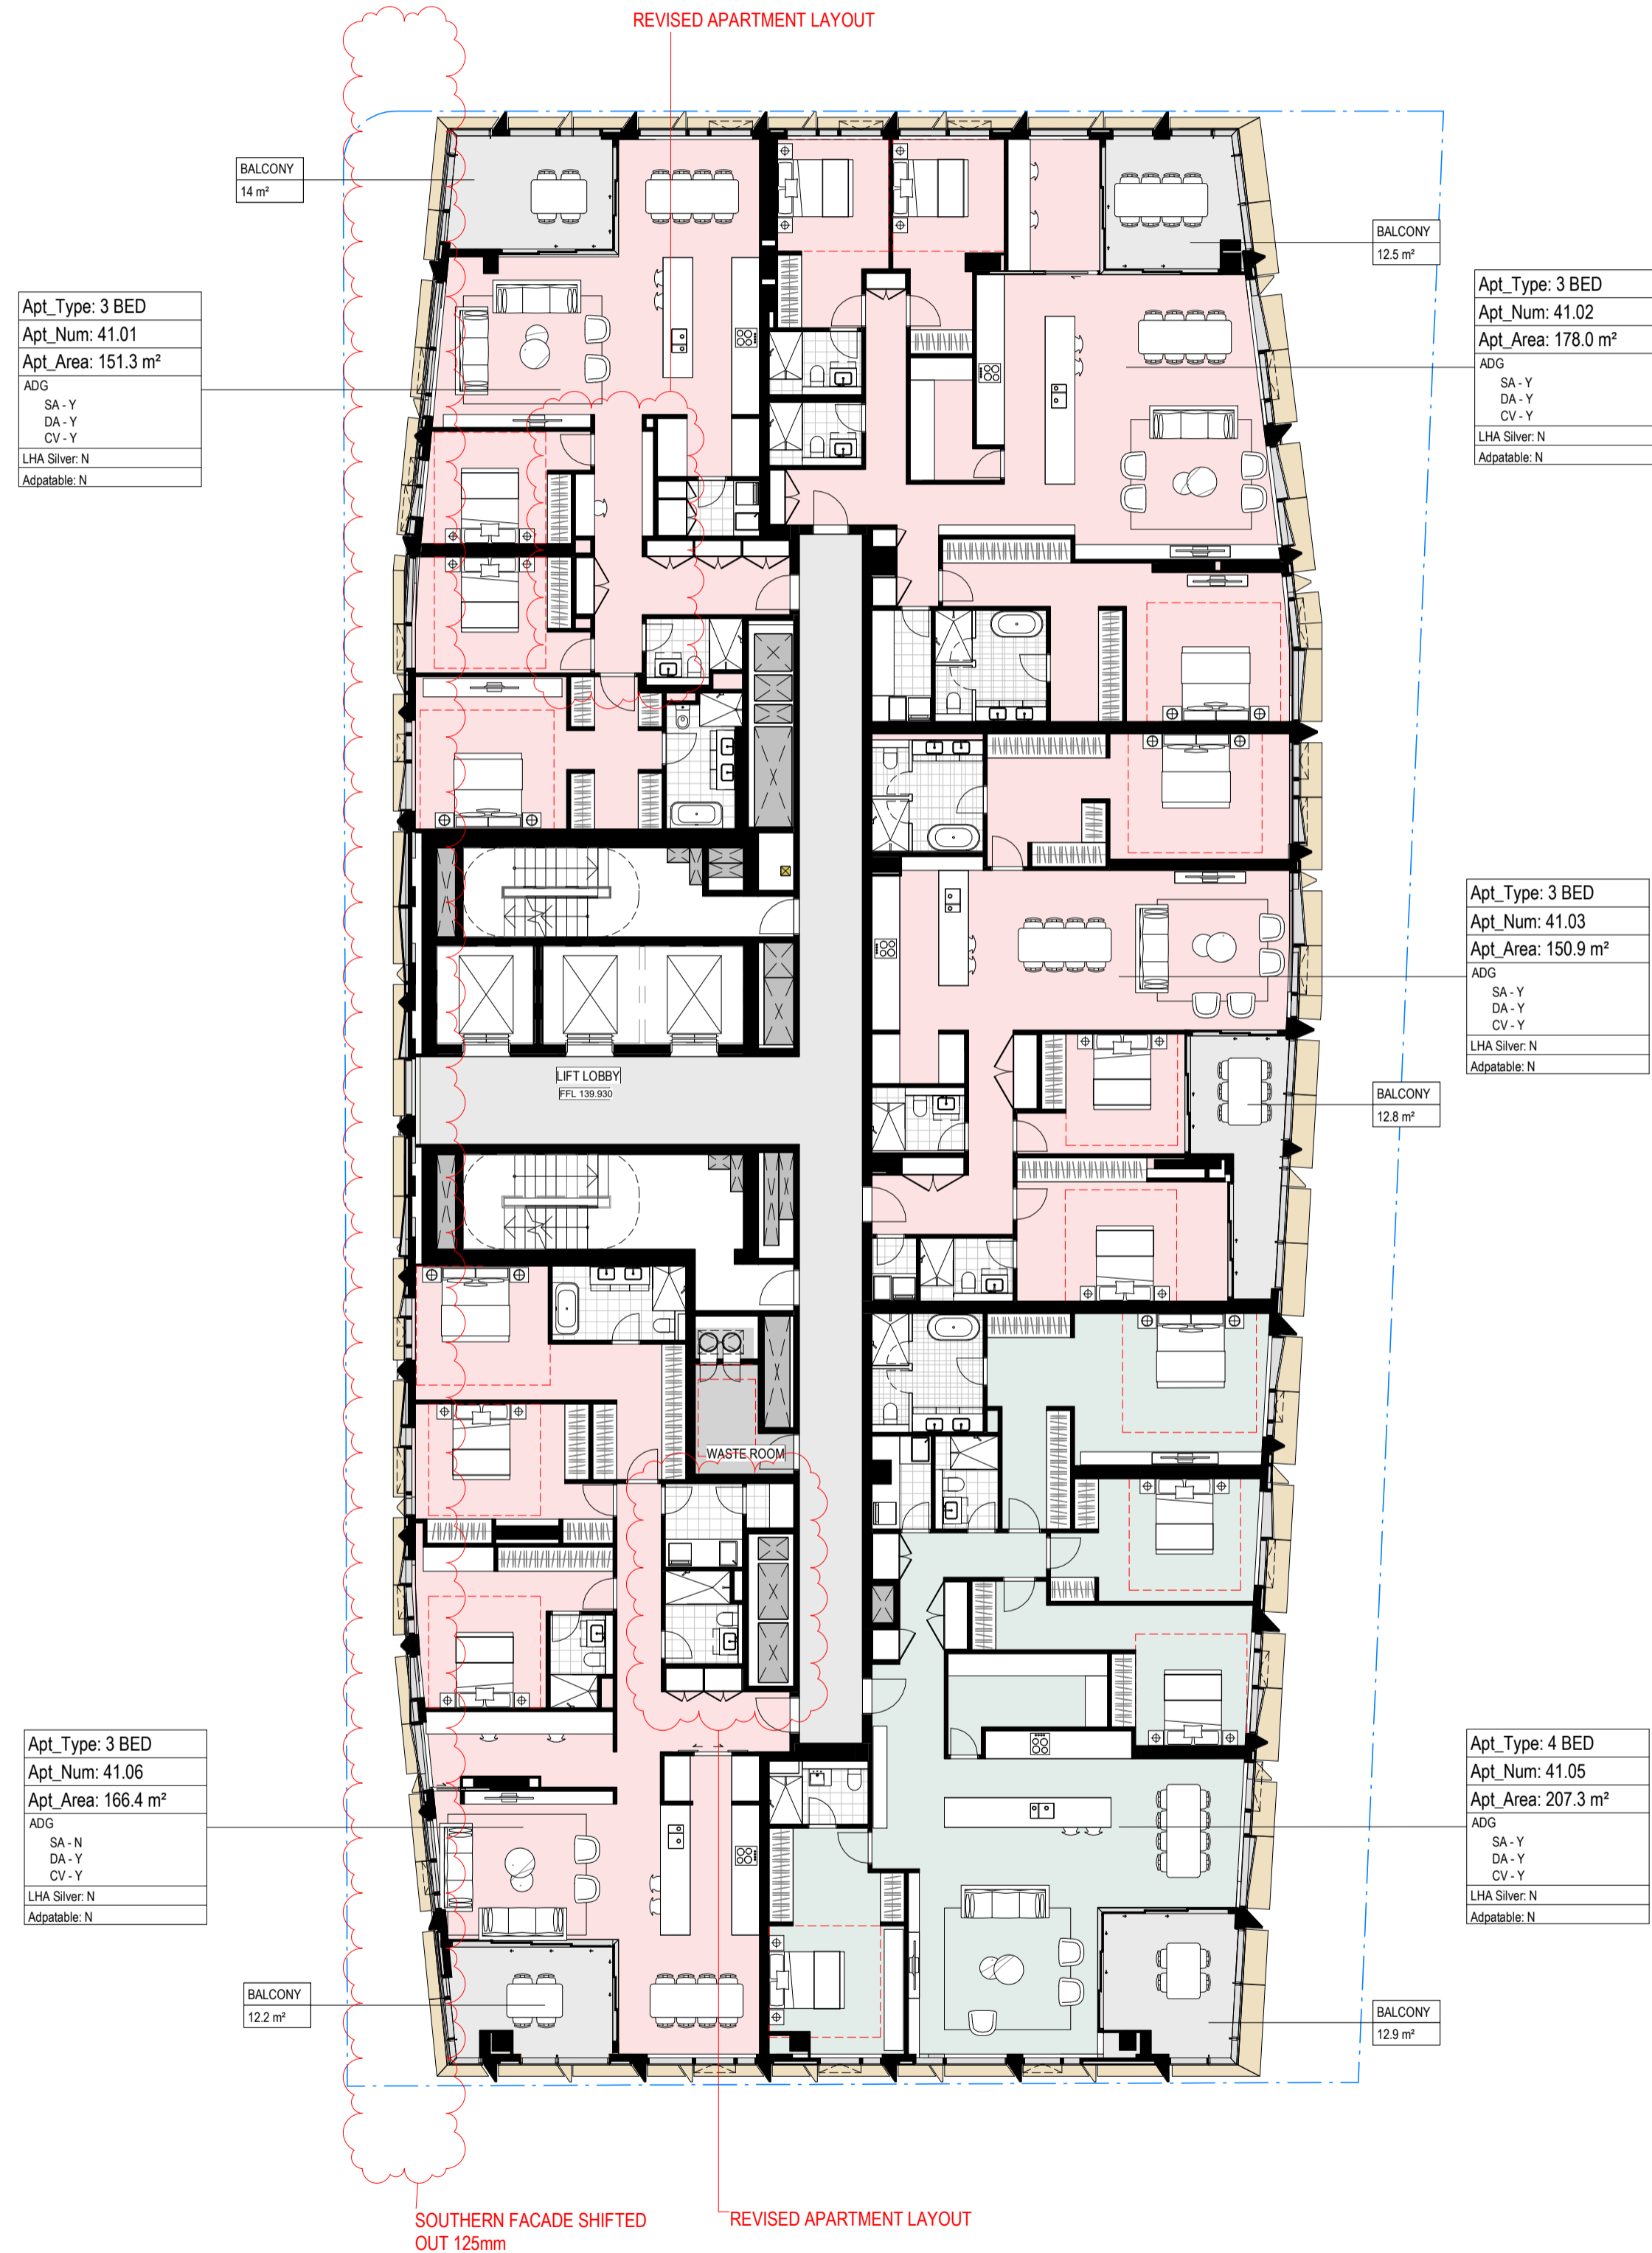 REVISED APARTMENT LAYOUT
BALCONY
14 m²
BALCONY
12.5 m²
Apt_Type: 3 BED
Apt_Num: 41.01
Apt_Area: 151.3 m²
ADG
SA - Y
DA - Y
CV - Y
LHA Silver: N
Adpatable: N
Apt_Type: 3 BED
Apt_Num: 41.02
Apt_Area: 178.0 m²
ADG
SA - Y
DA - Y
CV - Y
LHA Silver: N
Adpatable: N
Apt_Type: 3 BED
Apt_Num: 41.03
Apt_Area: 150.9 m²
ADG
SA - Y
DA - Y
CV - Y
LHA Silver: N
Adpatable: N
LIFT LOBBY
FFL 139.930
BALCONY
12.8 m²
WASTE ROOM
Apt_Type: 3 BED
Apt_Num: 41.06
Apt_Area: 166.4 m²
ADG
SA - N
DA - Y
CV - Y
LHA Silver: N
Adpatable: N
Apt_Type: 4 BED
Apt_Num: 41.05
Apt_Area: 207.3 m²
ADG
SA - Y
DA - Y
CV - Y
LHA Silver: N
Adpatable: N
BALCONY
12.2 m²
BALCONY
12.9 m²
SOUTHERN FACADE SHIFTED
OUT 125mm
REVISED APARTMENT LAYOUT